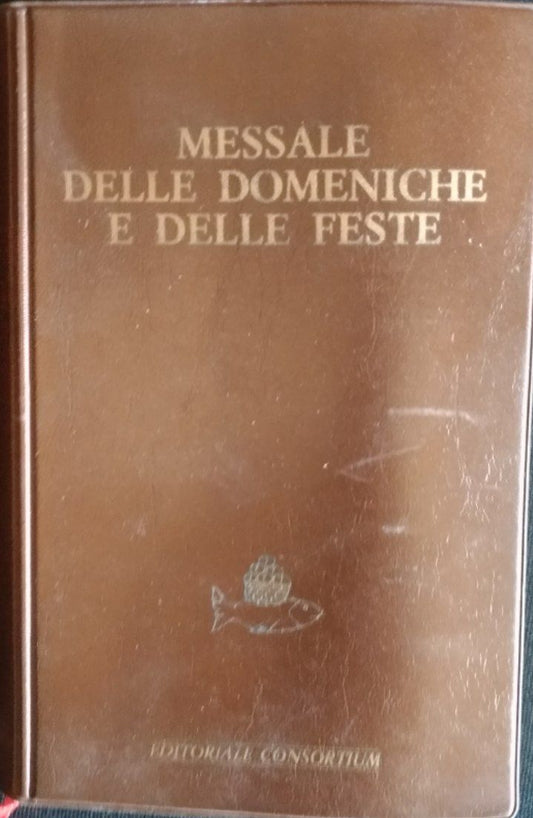 MESSALE
DELLE DOMENICHE
E DELLE FESTE
EDITORIALE CONSORTIUM